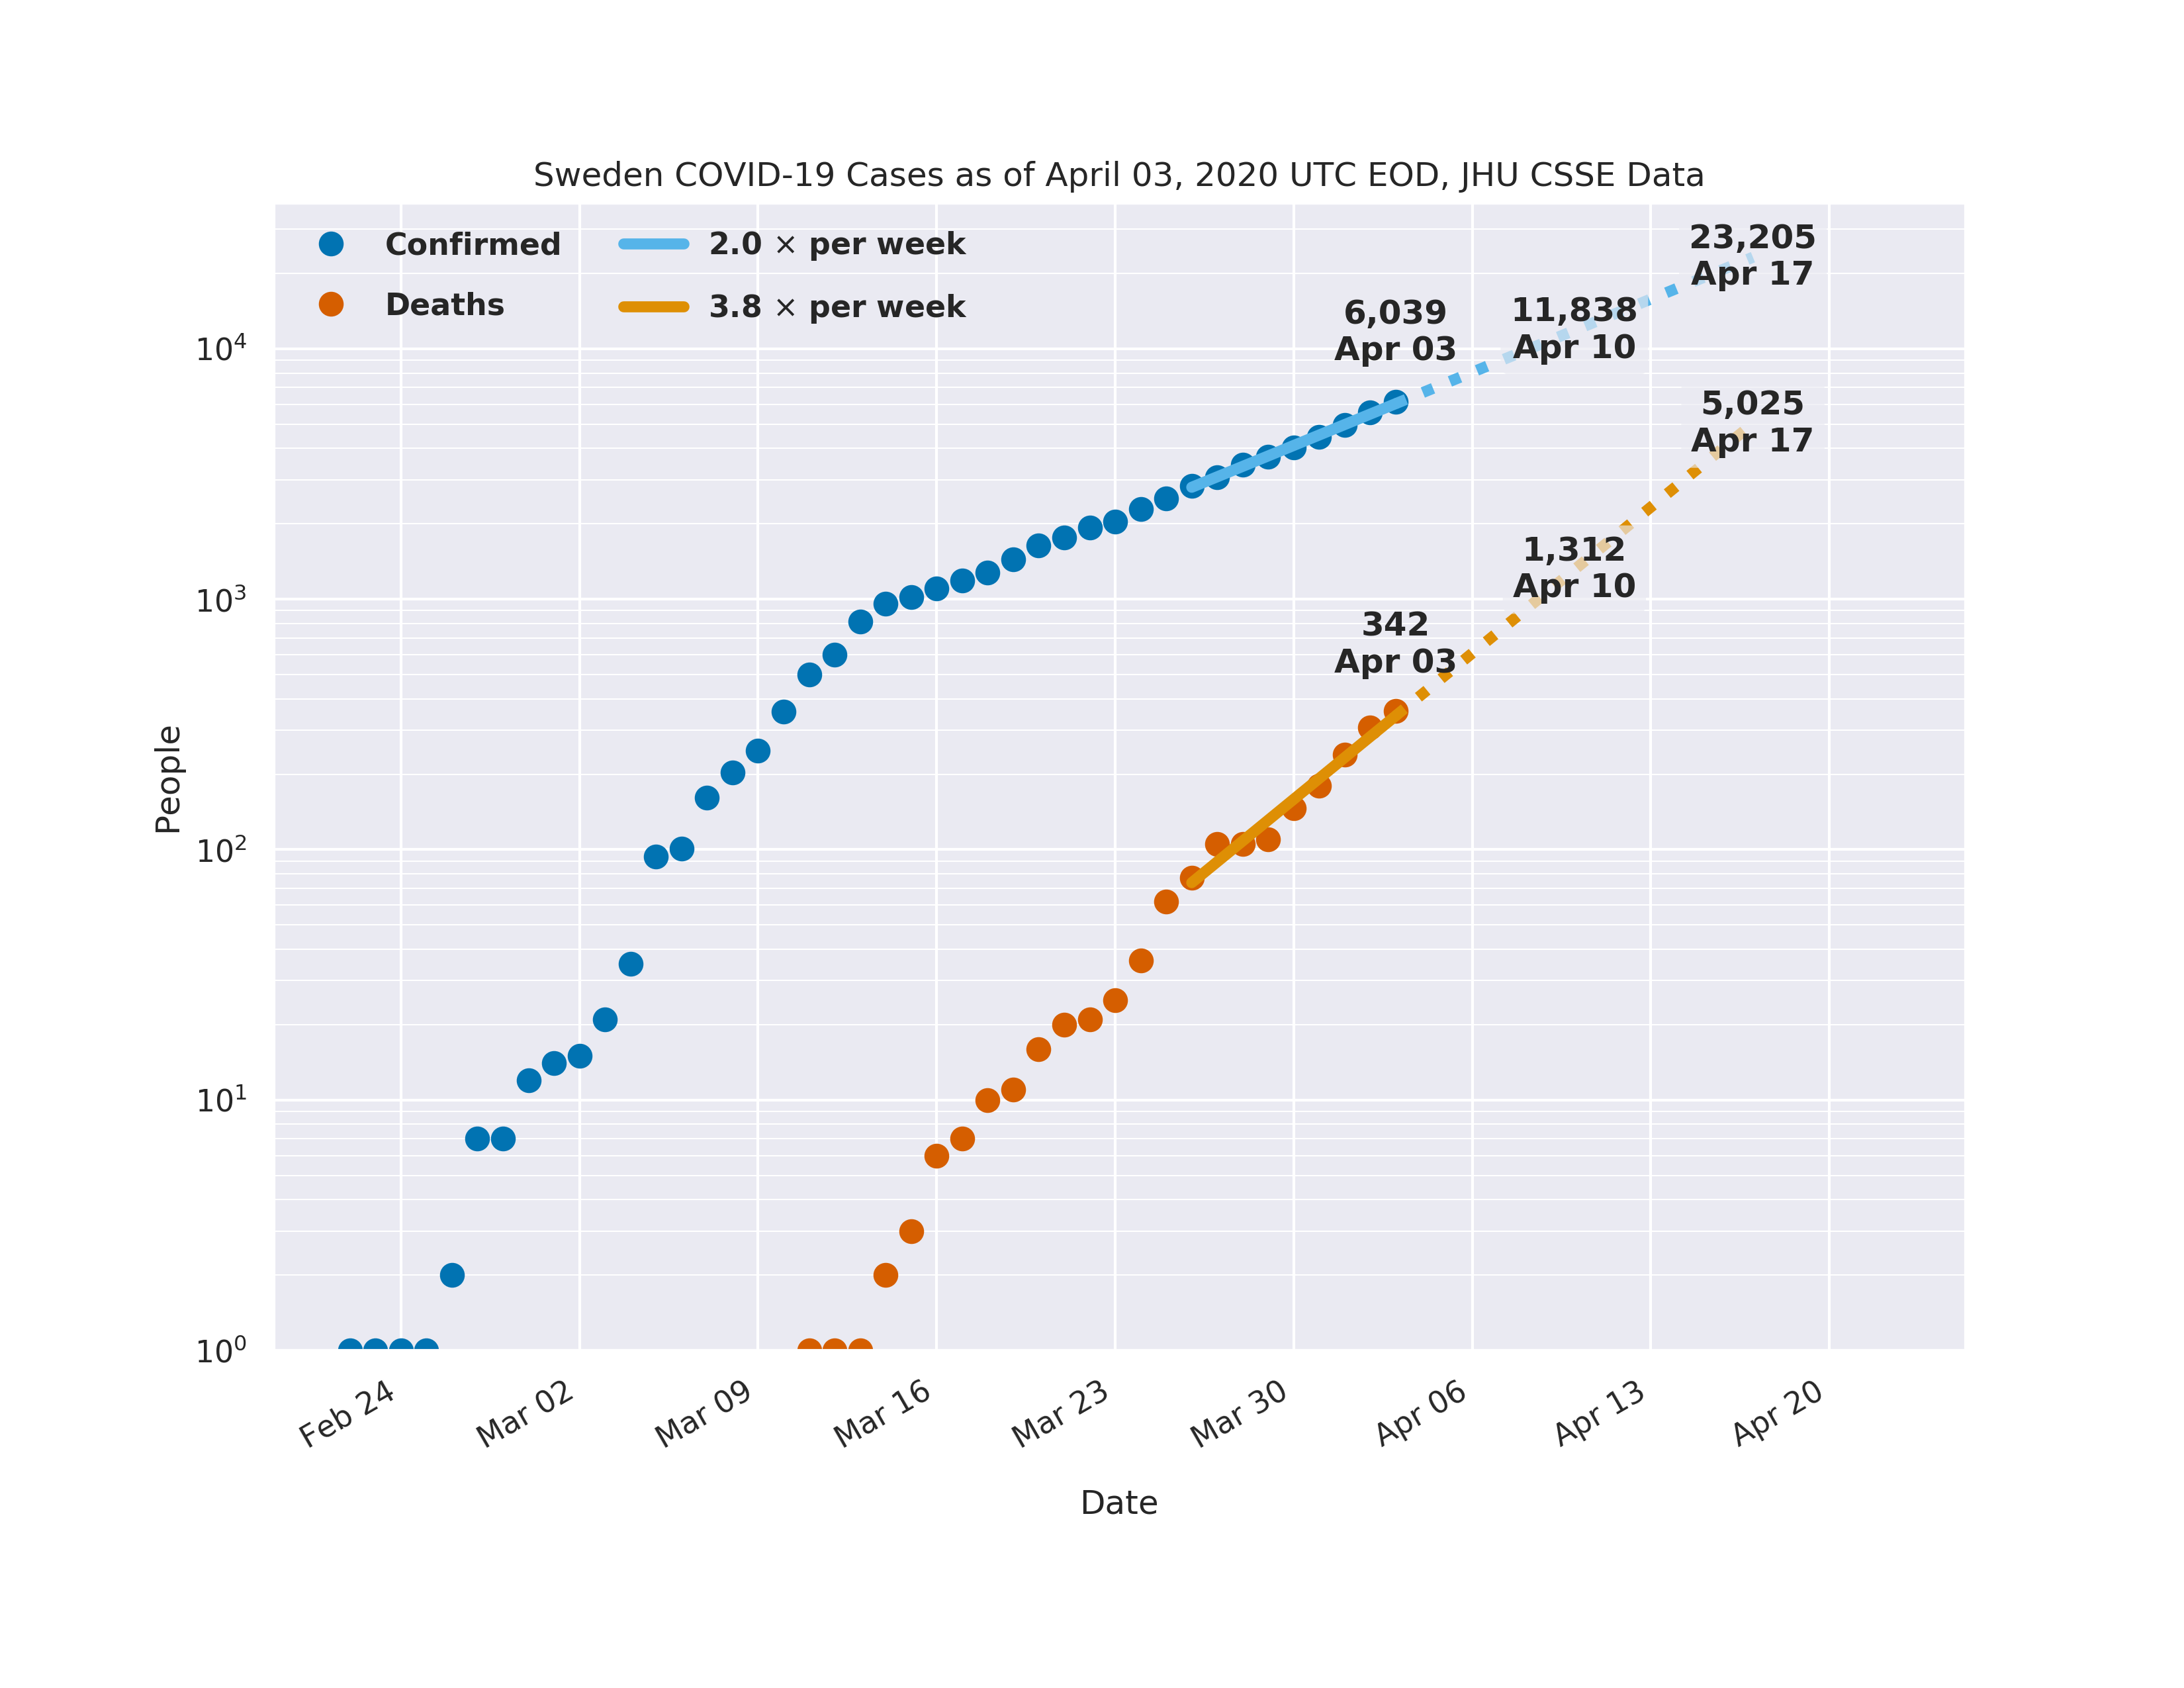 Sweden COVID-19 Cases as of April 03, 2020 UTC EOD, JHU CSSE Data
Confirmed
Deaths
2.0 × per week
3.8 × per week
23,205
Apr 17
6,039
Apr 03
11,838
Apr 10
5,025
Apr 17
1,312
Apr 10
342
Apr 03
People
10⁴
10³
10²
10¹
10⁰
Feb 24
Mar 02
Mar 09
Mar 16
Mar 23
Mar 30
Apr 06
Apr 13
Apr 20
Date